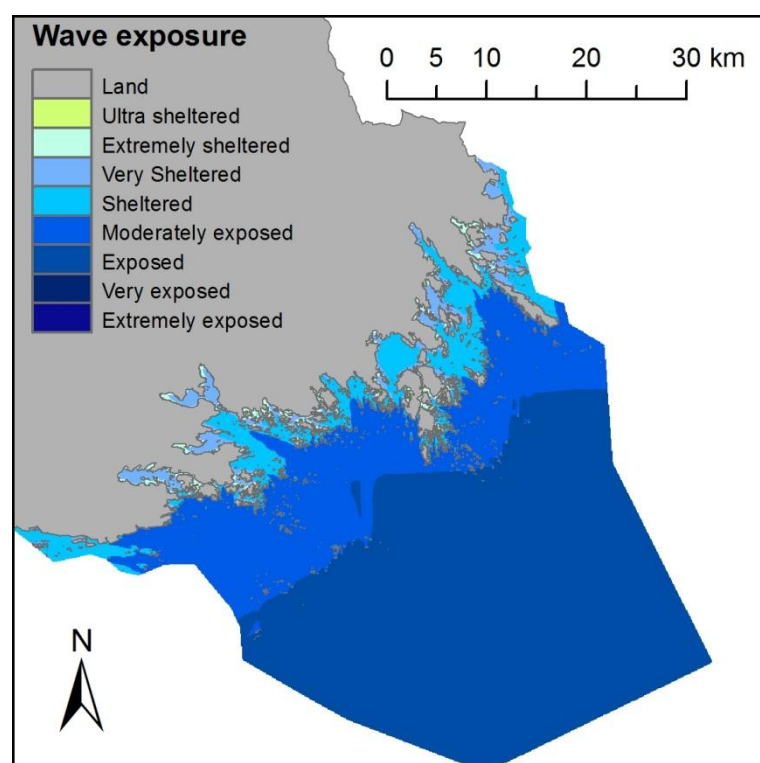 Wave exposure
0 5 10 20 30 km
Land
Ultra sheltered
Extremely sheltered
Very Sheltered
Sheltered
Moderately exposed
Exposed
Very exposed
Extremely exposed
N